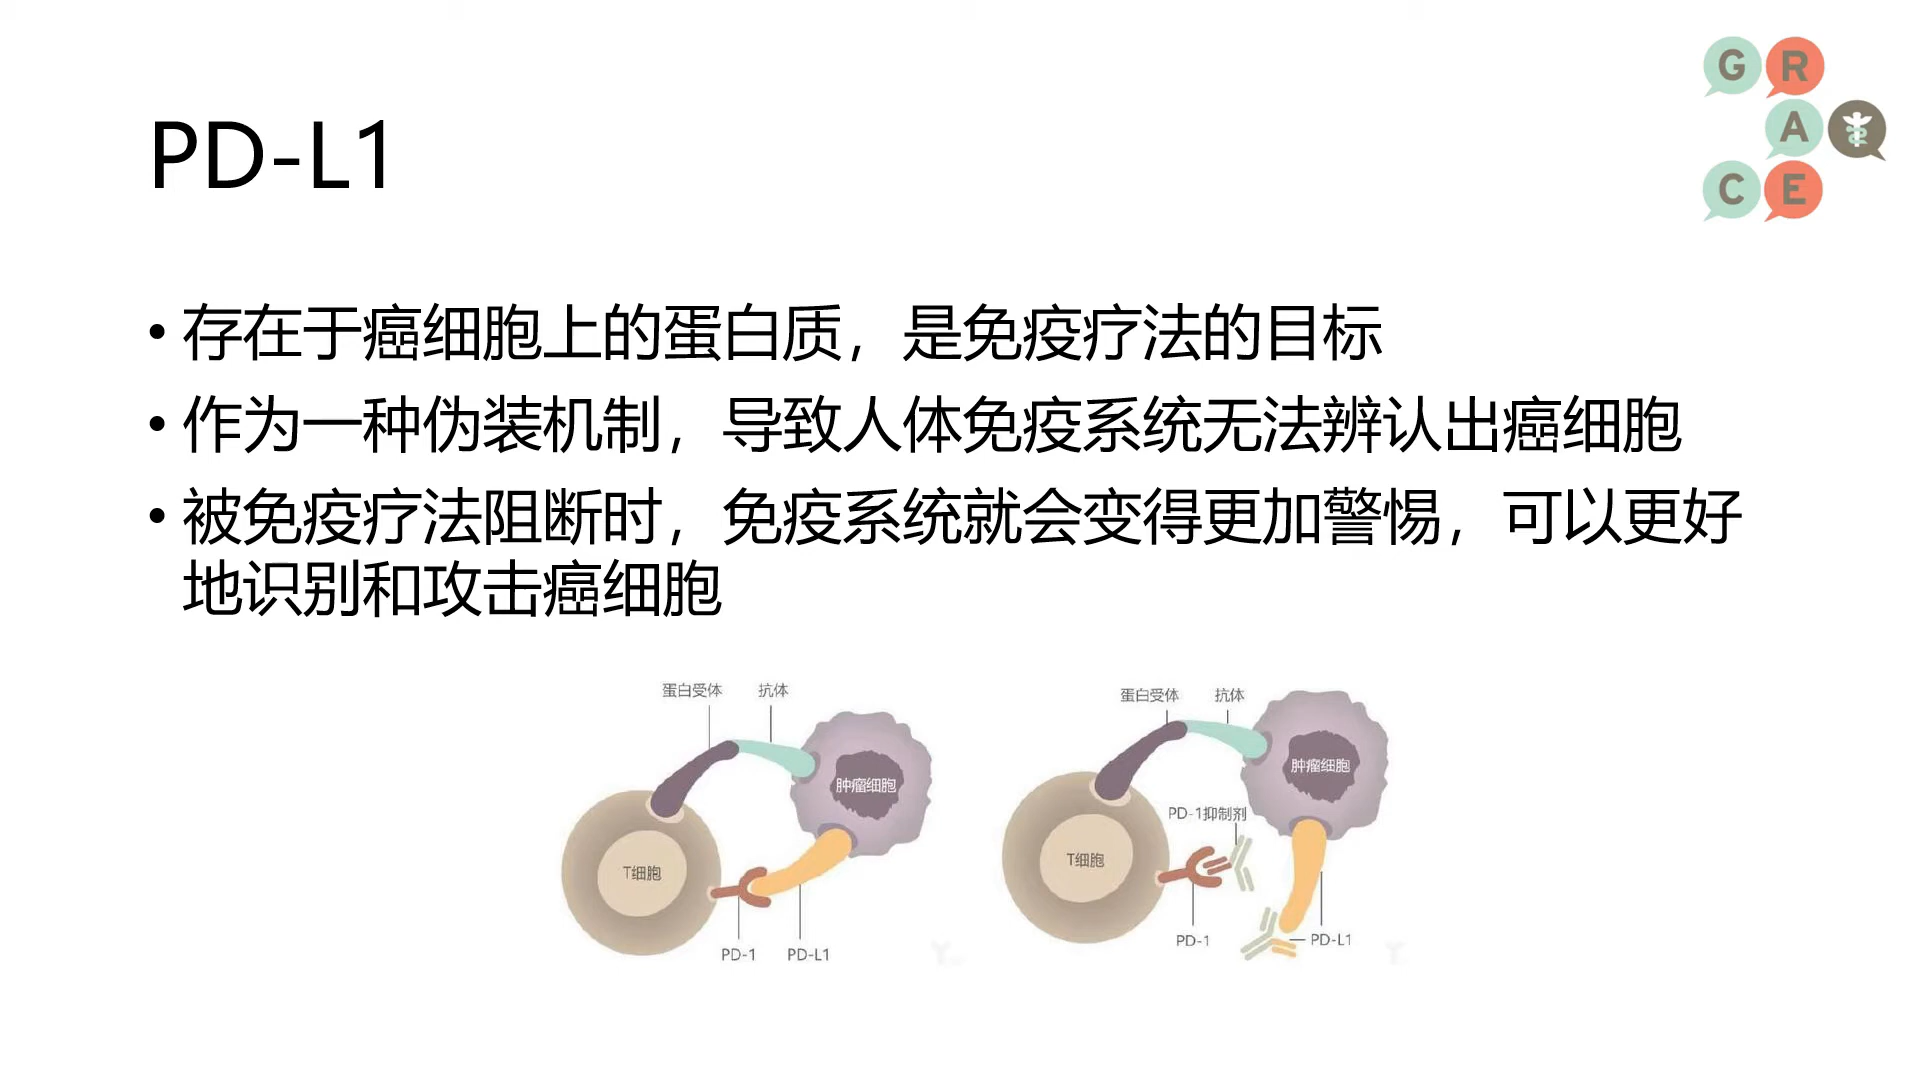 G R
A
C E
PD-L1
• 存在于癌细胞上的蛋白质，是免疫疗法的目标
• 作为一种伪装机制，导致人体免疫系统无法辨认出癌细胞
• 被免疫疗法阻断时，免疫系统就会变得更加警惕，可以更好
地识别和攻击癌细胞
蛋白受体 抗体
肿瘤细胞
T细胞
PD-1 PD-L1
蛋白受体 抗体
肿瘤细胞
PD-1抑制剂
T细胞
PD-1 PD-L1